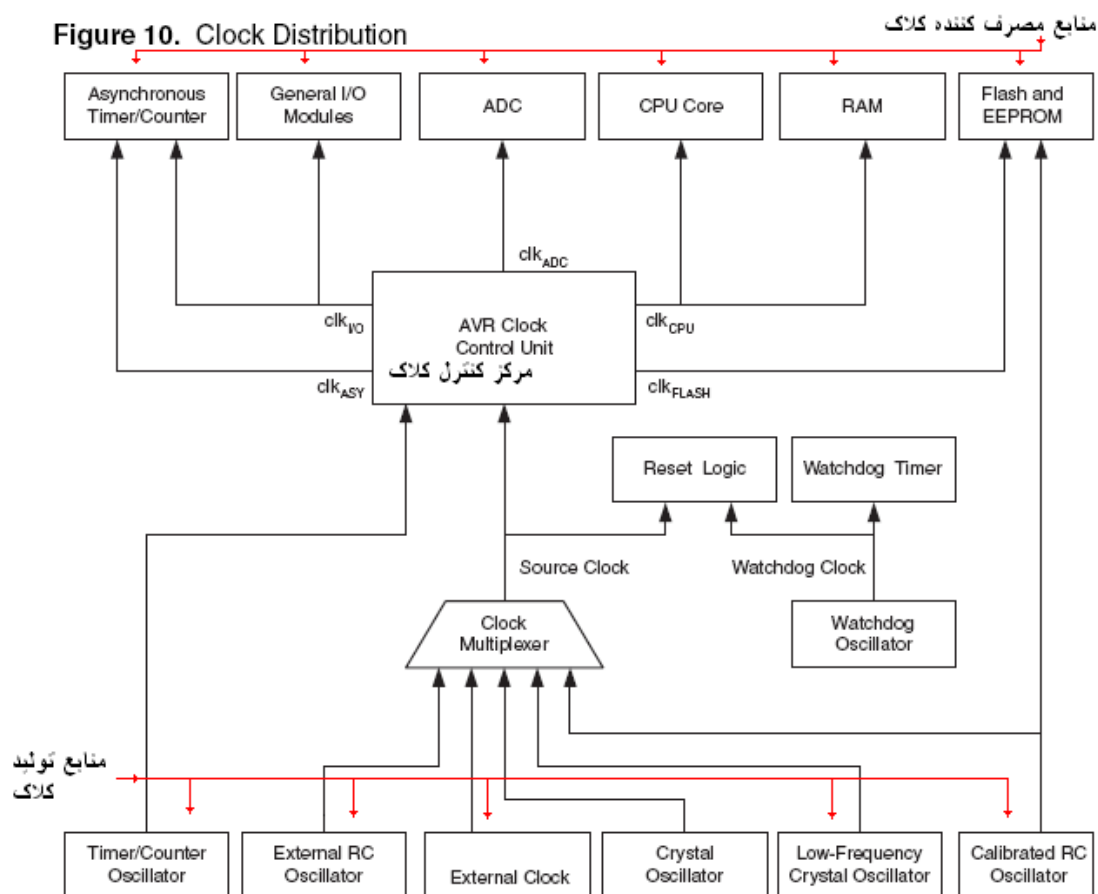 منابع مصرف کننده کلاک
Figure 10. Clock Distribution
Asynchronous
Timer/Counter
General I/O
Modules
ADC
CPU Core
RAM
Flash and
EEPROM
clkADC
clkI/O
AVR Clock
Control Unit
مرکز کنترل کلاک
clkCPU
clkASY
clkFLASH
Reset Logic
Watchdog Timer
Source Clock
Watchdog Clock
Clock
Multiplexer
Watchdog
Oscillator
منابع تولید
کلاک
Timer/Counter
Oscillator
External RC
Oscillator
External Clock
Crystal
Oscillator
Low-Frequency
Crystal Oscillator
Calibrated RC
Oscillator